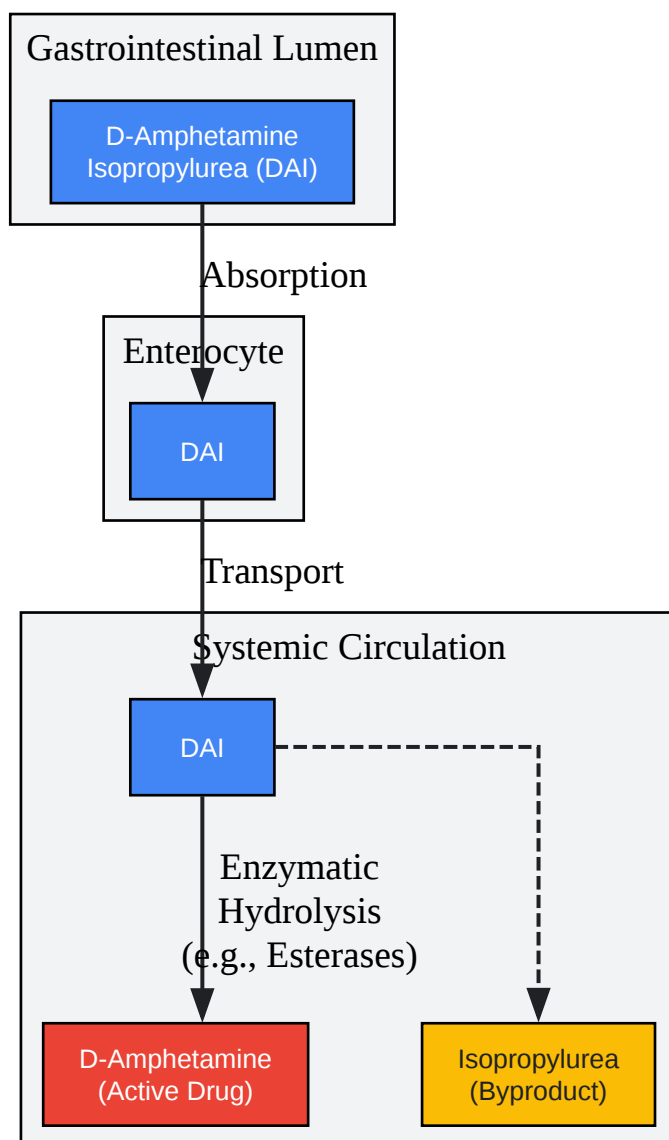 Gastrointestinal Lumen
D-Amphetamine
Isopropylurea (DAI)
Absorption
Enterocyte
DAI
Transport
Systemic Circulation
DAI
Enzymatic
Hydrolysis
(e.g., Esterases)
D-Amphetamine
(Active Drug)
Isopropylurea
(Byproduct)